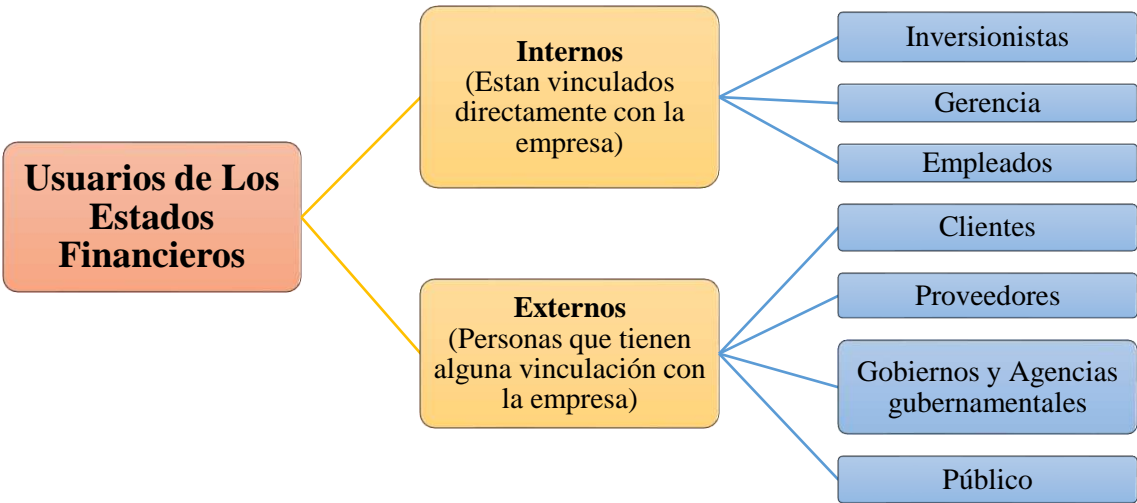 Usuarios de Los
Estados
Financieros
Internos
(Estan vinculados
directamente con la
empresa)
Inversionistas
Gerencia
Empleados
Externos
(Personas que tienen
alguna vinculación con
la empresa)
Clientes
Proveedores
Gobiernos y Agencias
gubernamentales
Público